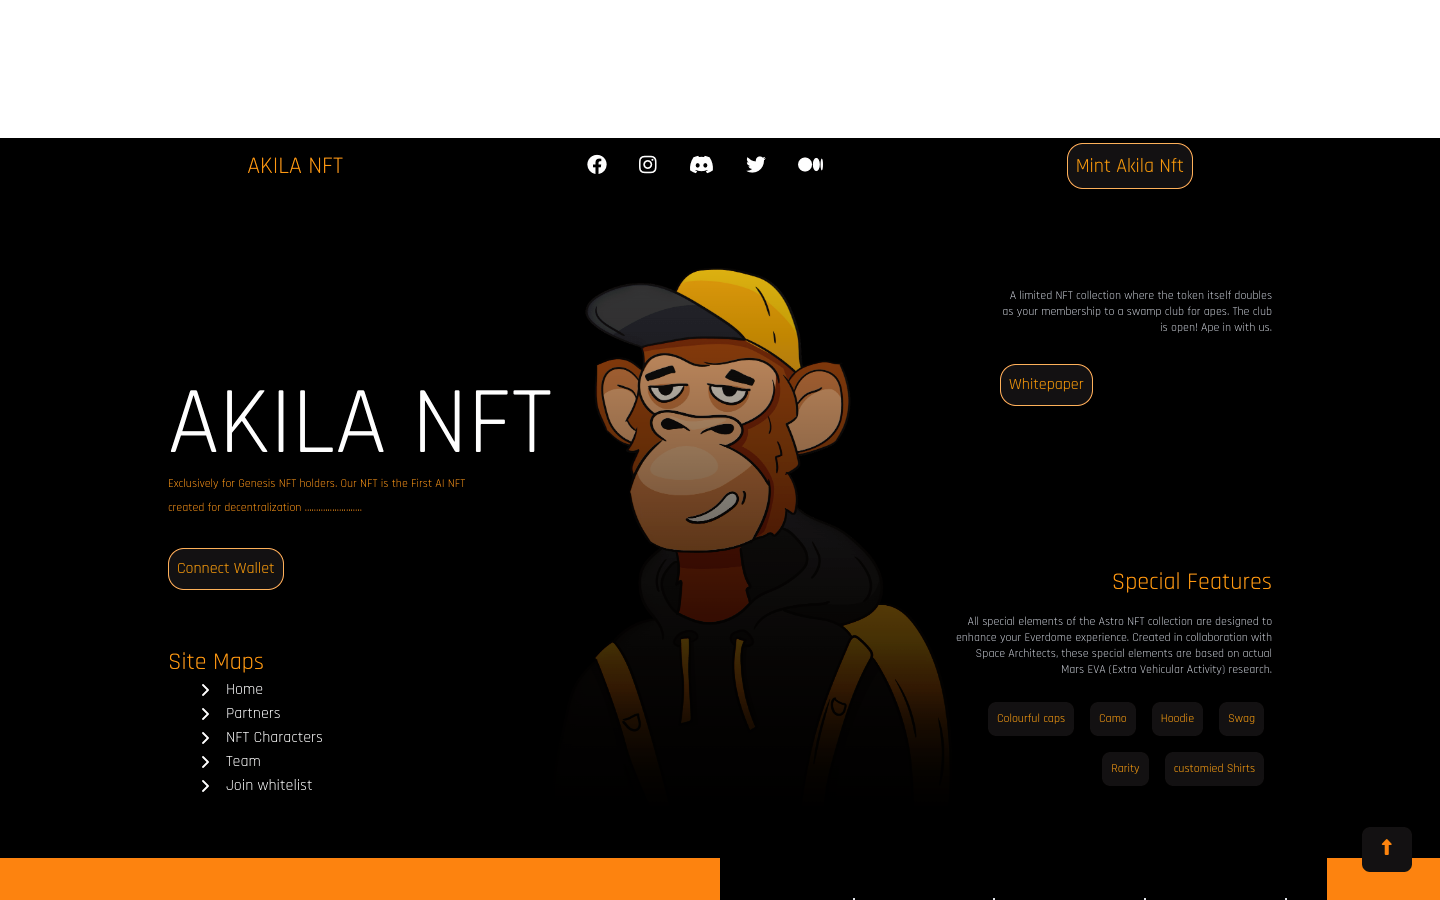 AKILA NFT
Mint Akila Nft
AKILA NFT
Exclusively for Genesis NFT holders. Our NFT is the First AI NFT
created for decentralization .........................
Connect Wallet
Site Maps
Home
Partners
NFT Characters
Team
Join whitelist
A limited NFT collection where the token itself doubles
as your membership to a swamp club for apes. The club
is open! Ape in with us.
Whitepaper
Special Features
All special elements of the Astro NFT collection are designed to
enhance your Everdome experience. Created in collaboration with
Space Architects, these special elements are based on actual
Mars EVA (Extra Vehicular Activity) research.
Colourful caps
Camo
Hoodie
Swag
Rarity
customied Shirts